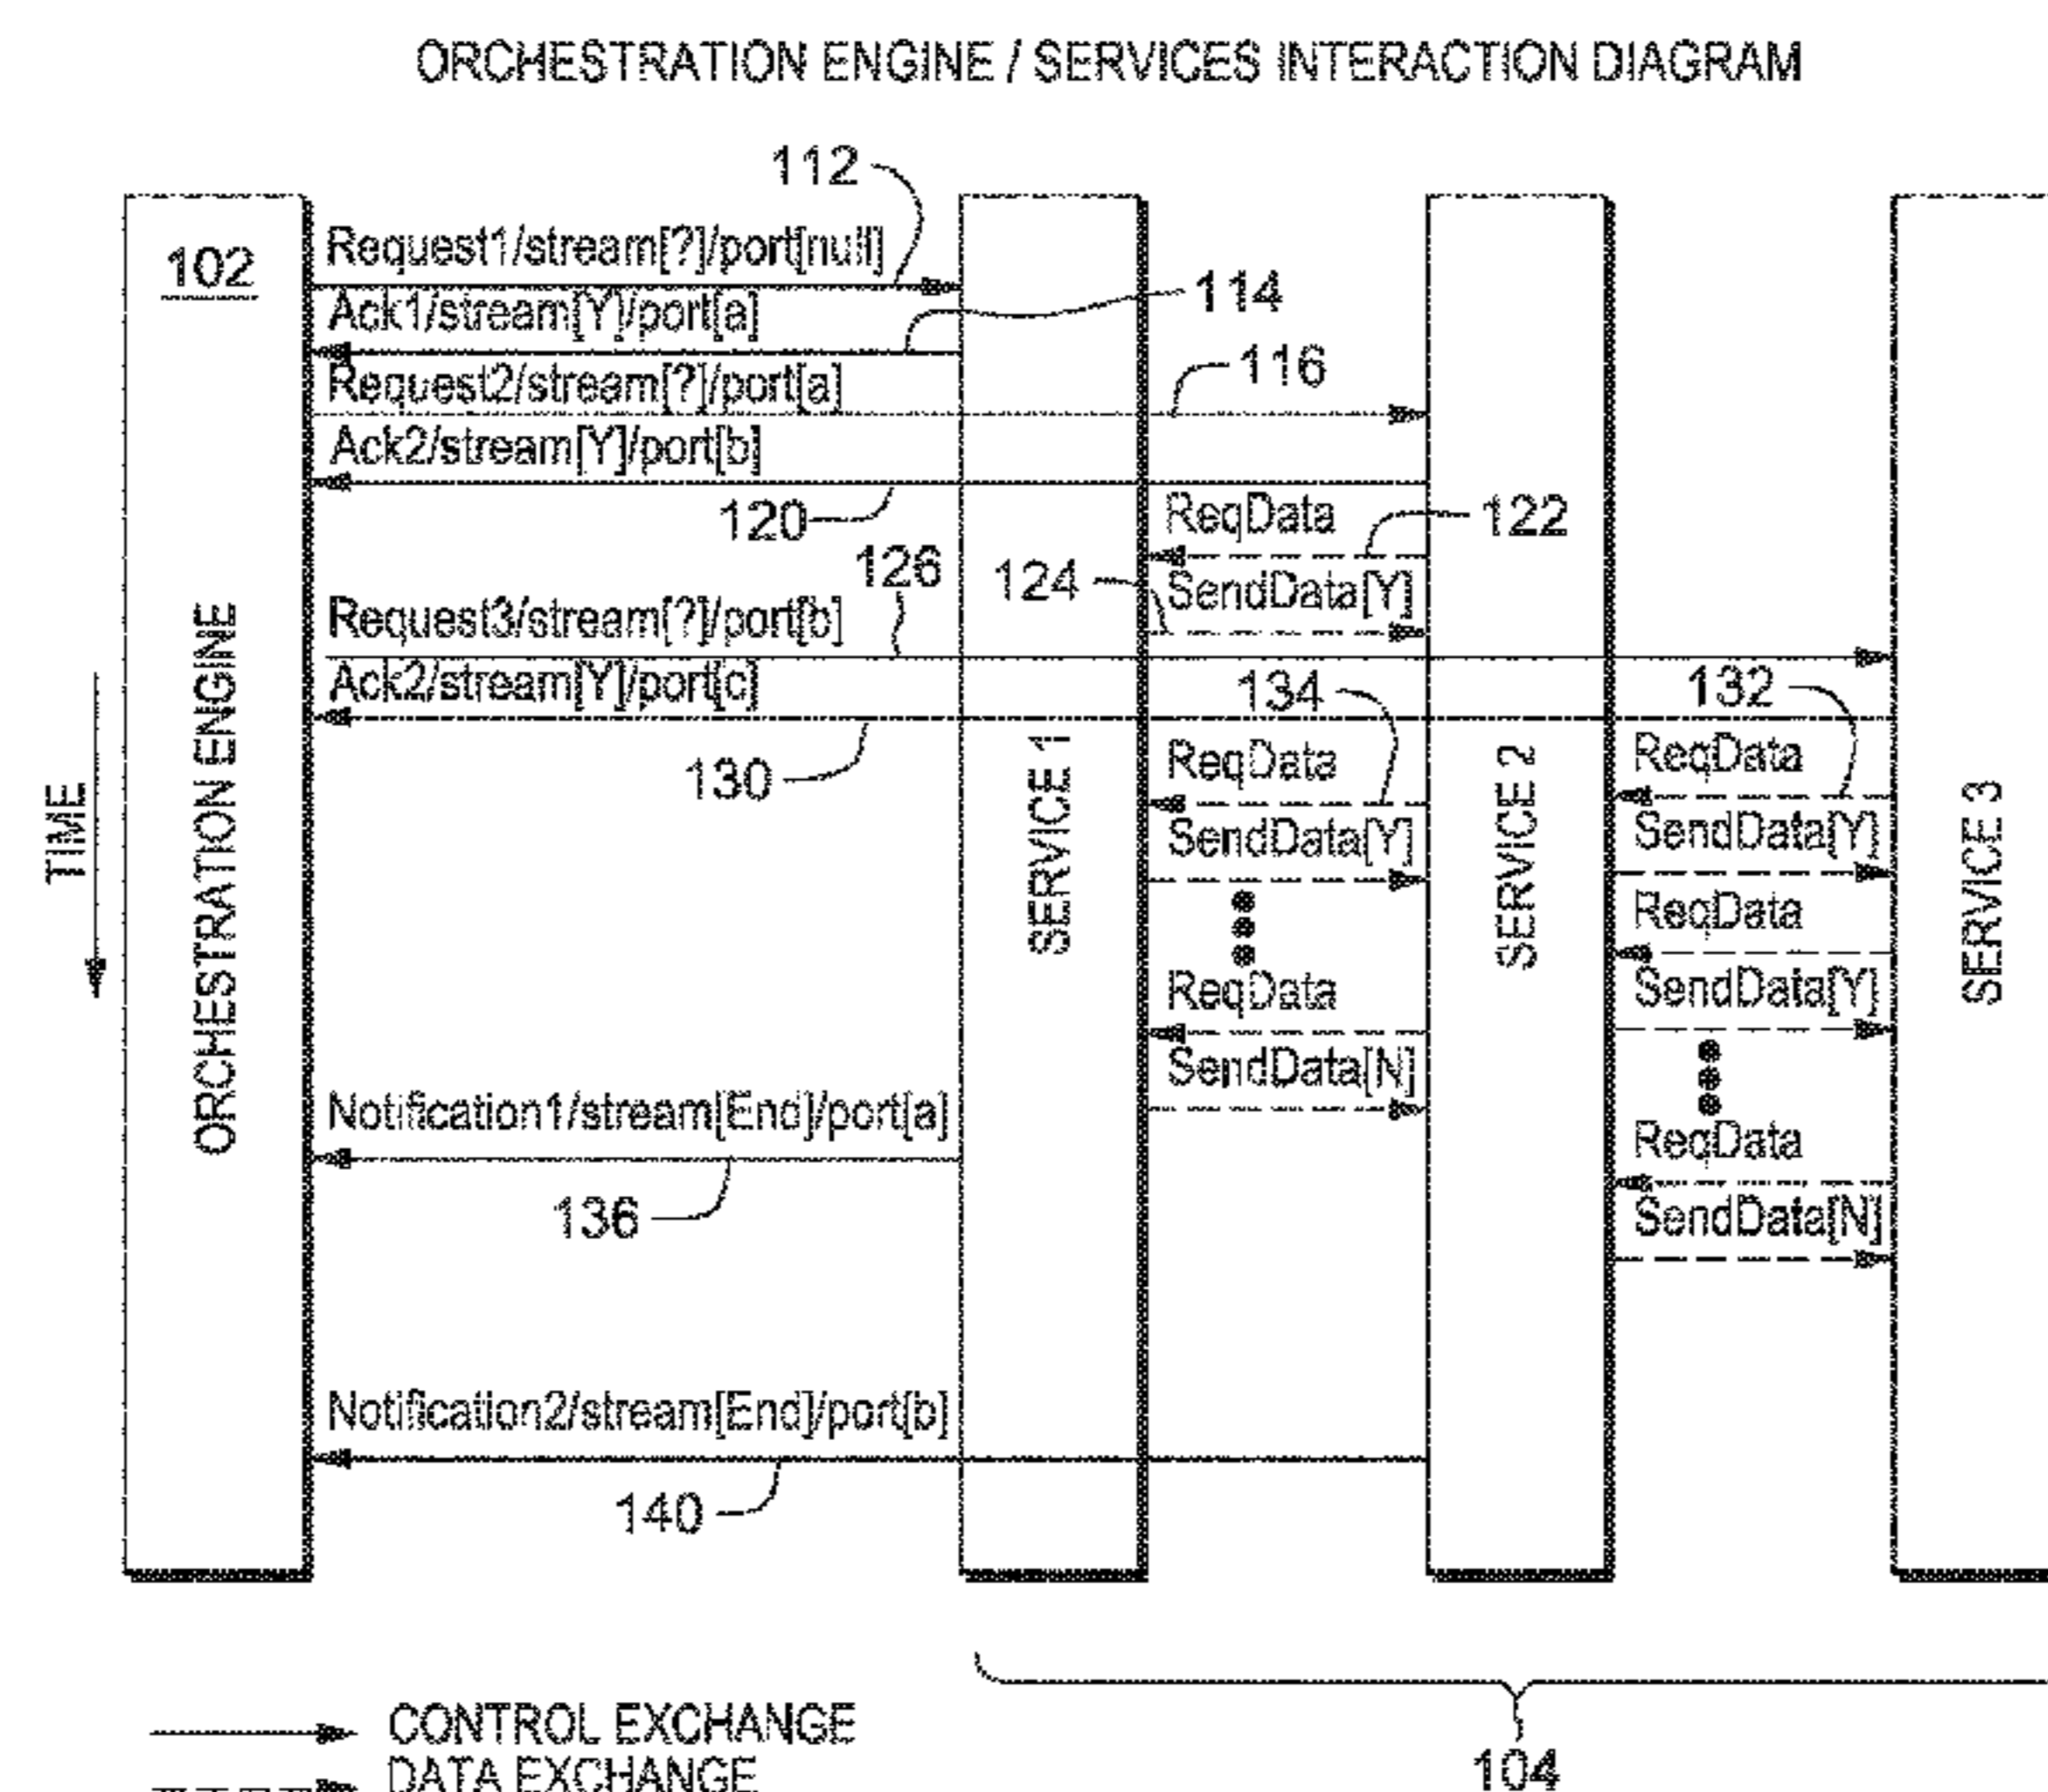 ORCHESTRATION ENGINE / SERVICES INTERACTION DIAGRAM
112
102
Request1/stream[?]/port[null]
114
Ack1/stream[Y]/port[a]
116
Request2/stream[?]/port[a]
Ack2/stream[Y]/port[b]
120
ReqData
122
126
124
SendData[Y]
Request3/stream[?]/port[b]
Ack2/stream[Y]/port[c]
134
132
130
ReqData
ReqData
SendData[Y]
SendData[Y]
ReqData
ReqData
SendData[Y]
SendData[N]
Notification1/stream[End]/port[a]
ReqData
136
SendData[N]
Notification2/stream[End]/port[b]
140
TIME
ORCHESTRATION ENGINE
SERVICE 1
SERVICE 2
SERVICE 3
CONTROL EXCHANGE
DATA EXCHANGE
104